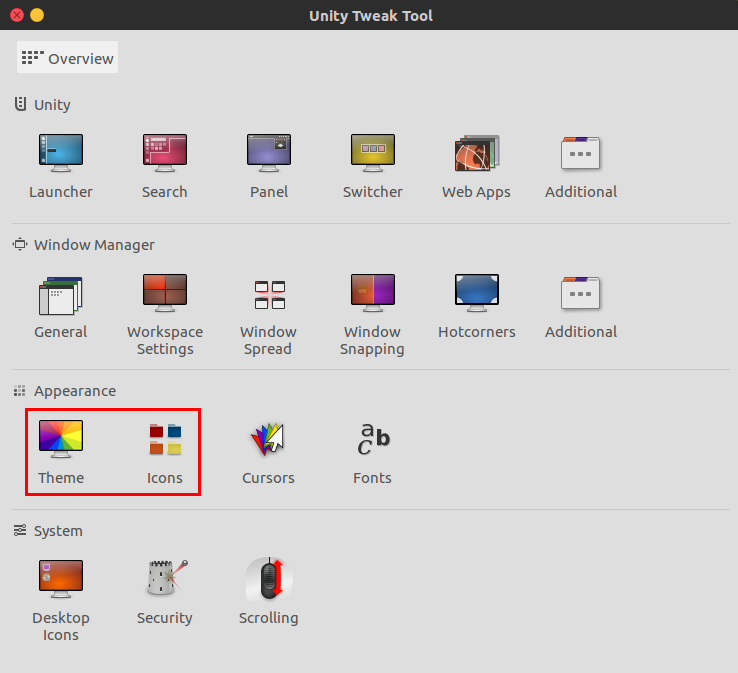 Unity Tweak Tool
Overview
Unity
Launcher
Search
Panel
Switcher
Web Apps
Additional
Window Manager
General
Workspace
Settings
Window
Spread
Window
Snapping
Hotcorners
Additional
Appearance
Theme
Icons
Cursors
a
c b
Fonts
System
Desktop
Icons
Security
Scrolling